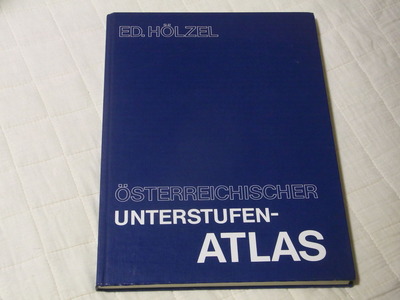 ED. HÖLZEL
ÖSTERREICHISCHER
UNTERSTUFEN-
ATLAS